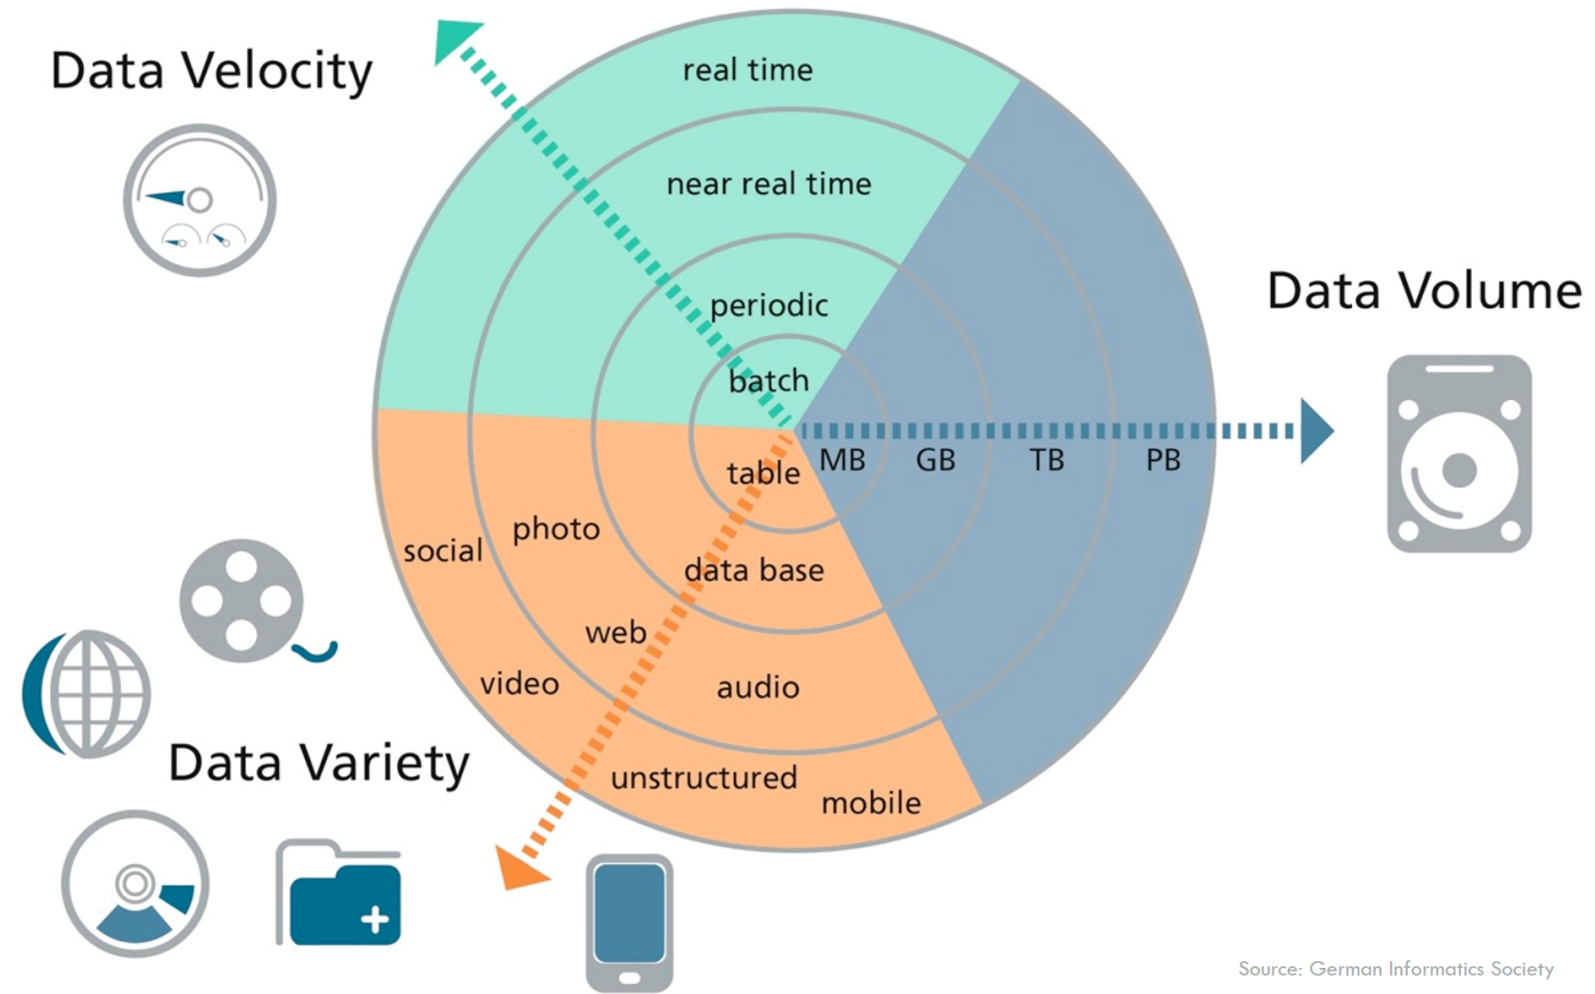 Data Velocity
real time
near real time
periodic
batch
Data Volume
MB GB TB PB
table
data base
photo
social
web
video
audio
unstructured
mobile
Data Variety
Source: German Informatics Society